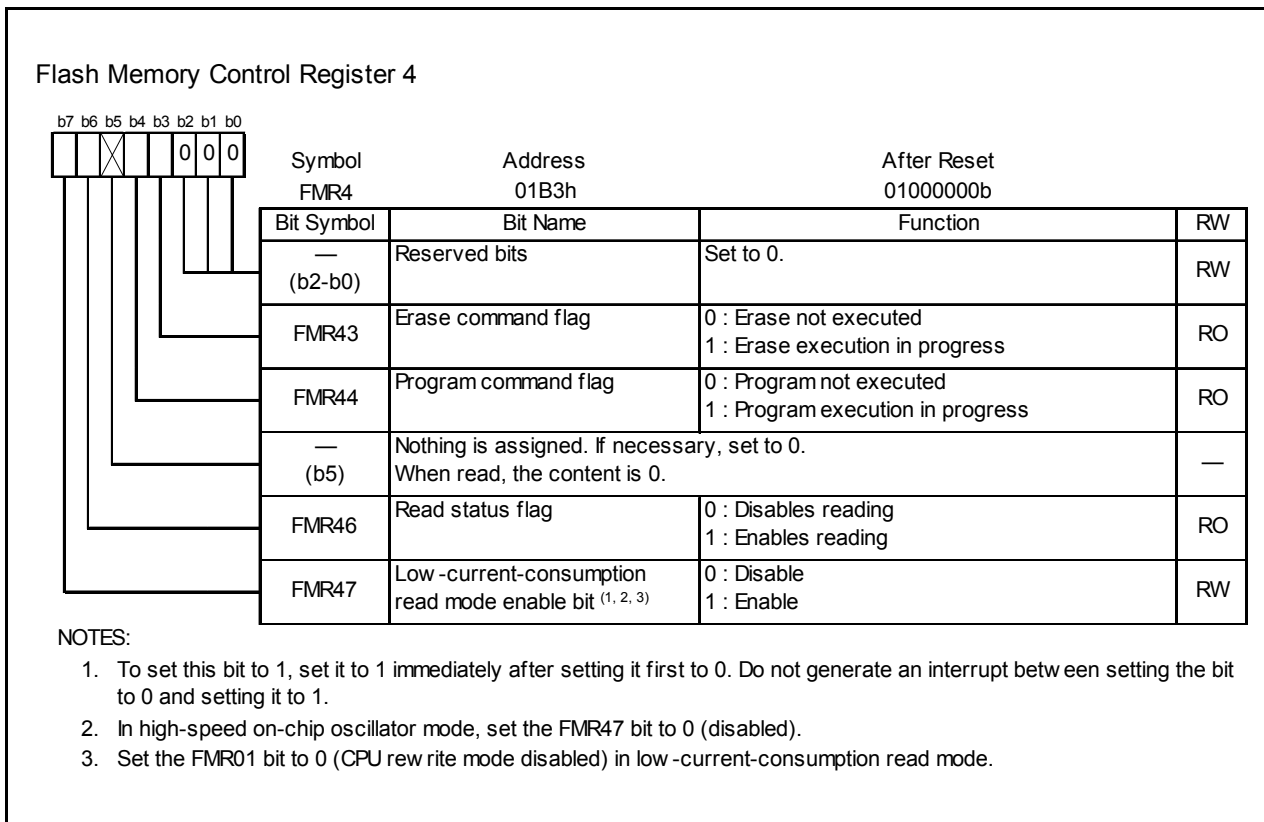 Flash Memory Control Register 4
b7 b6 b5 b4 b3 b2 b1 b0
0 0 0
Symbol Address After Reset
FMR4 01B3h 01000000b
Bit Symbol Bit Name Function RW
— (b2-b0) Reserved bits Set to 0. RW
FMR43 Erase command flag 0 : Erase not executed
1 : Erase execution in progress RO
FMR44 Program command flag 0 : Program not executed
1 : Program execution in progress RO
— (b5) Nothing is assigned. If necessary, set to 0.
When read, the content is 0. —
FMR46 Read status flag 0 : Disables reading
1 : Enables reading RO
FMR47 Low-current-consumption 0 : Disable
read mode enable bit (1, 2, 3) 1 : Enable RW
NOTES:
1. To set this bit to 1, set it to 1 immediately after setting it first to 0. Do not generate an interrupt between setting the bit
to 0 and setting it to 1.
2. In high-speed on-chip oscillator mode, set the FMR47 bit to 0 (disabled).
3. Set the FMR01 bit to 0 (CPU rewrite mode disabled) in low-current-consumption read mode.